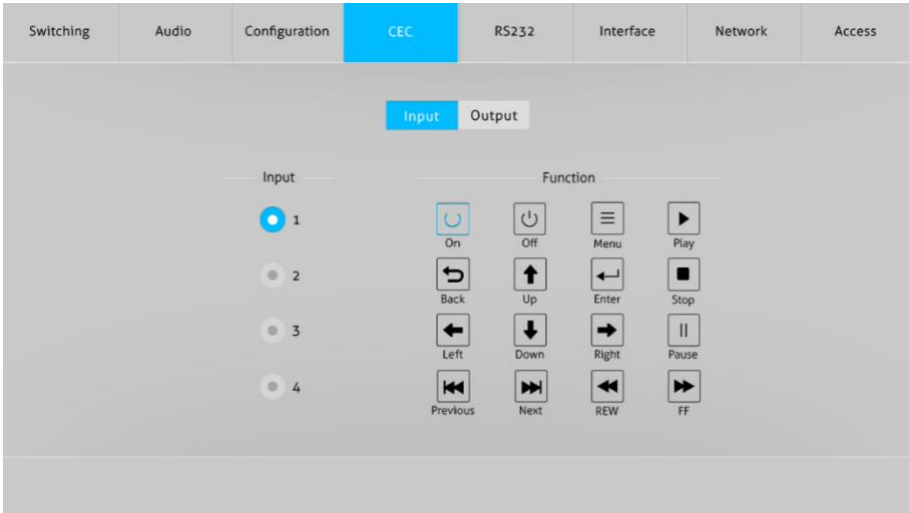 Switching Audio Configuration CEC RS232 Interface Network Access
Input Output
Input Function
1
On Off Menu Play
2
Back Up Enter Stop
3
Left Down Right Pause
4
Previous Next REW FF